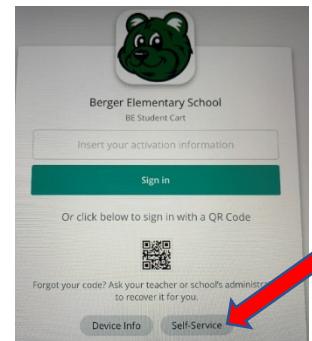 Berger Elementary School
BE Student Cart
Insert your activation information
Sign in
Or click below to sign in with a QR Code
Forgot your code? Ask your teacher or school's
to recover it for you.
Device Info
Self-Service